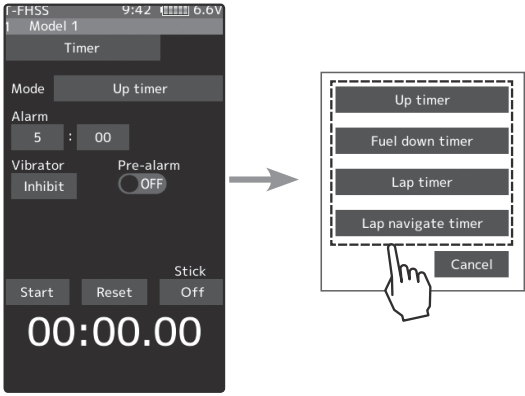 T-FHSS 9:42 6.6V
1 Model 1
Timer
Mode Up timer
Alarm
5 : 00
Vibrator Pre-alarm
Inhibit OFF
Stick
Start Reset Off
00:00.00
Up timer
Fuel down timer
Lap timer
Lap navigate timer
Cancel